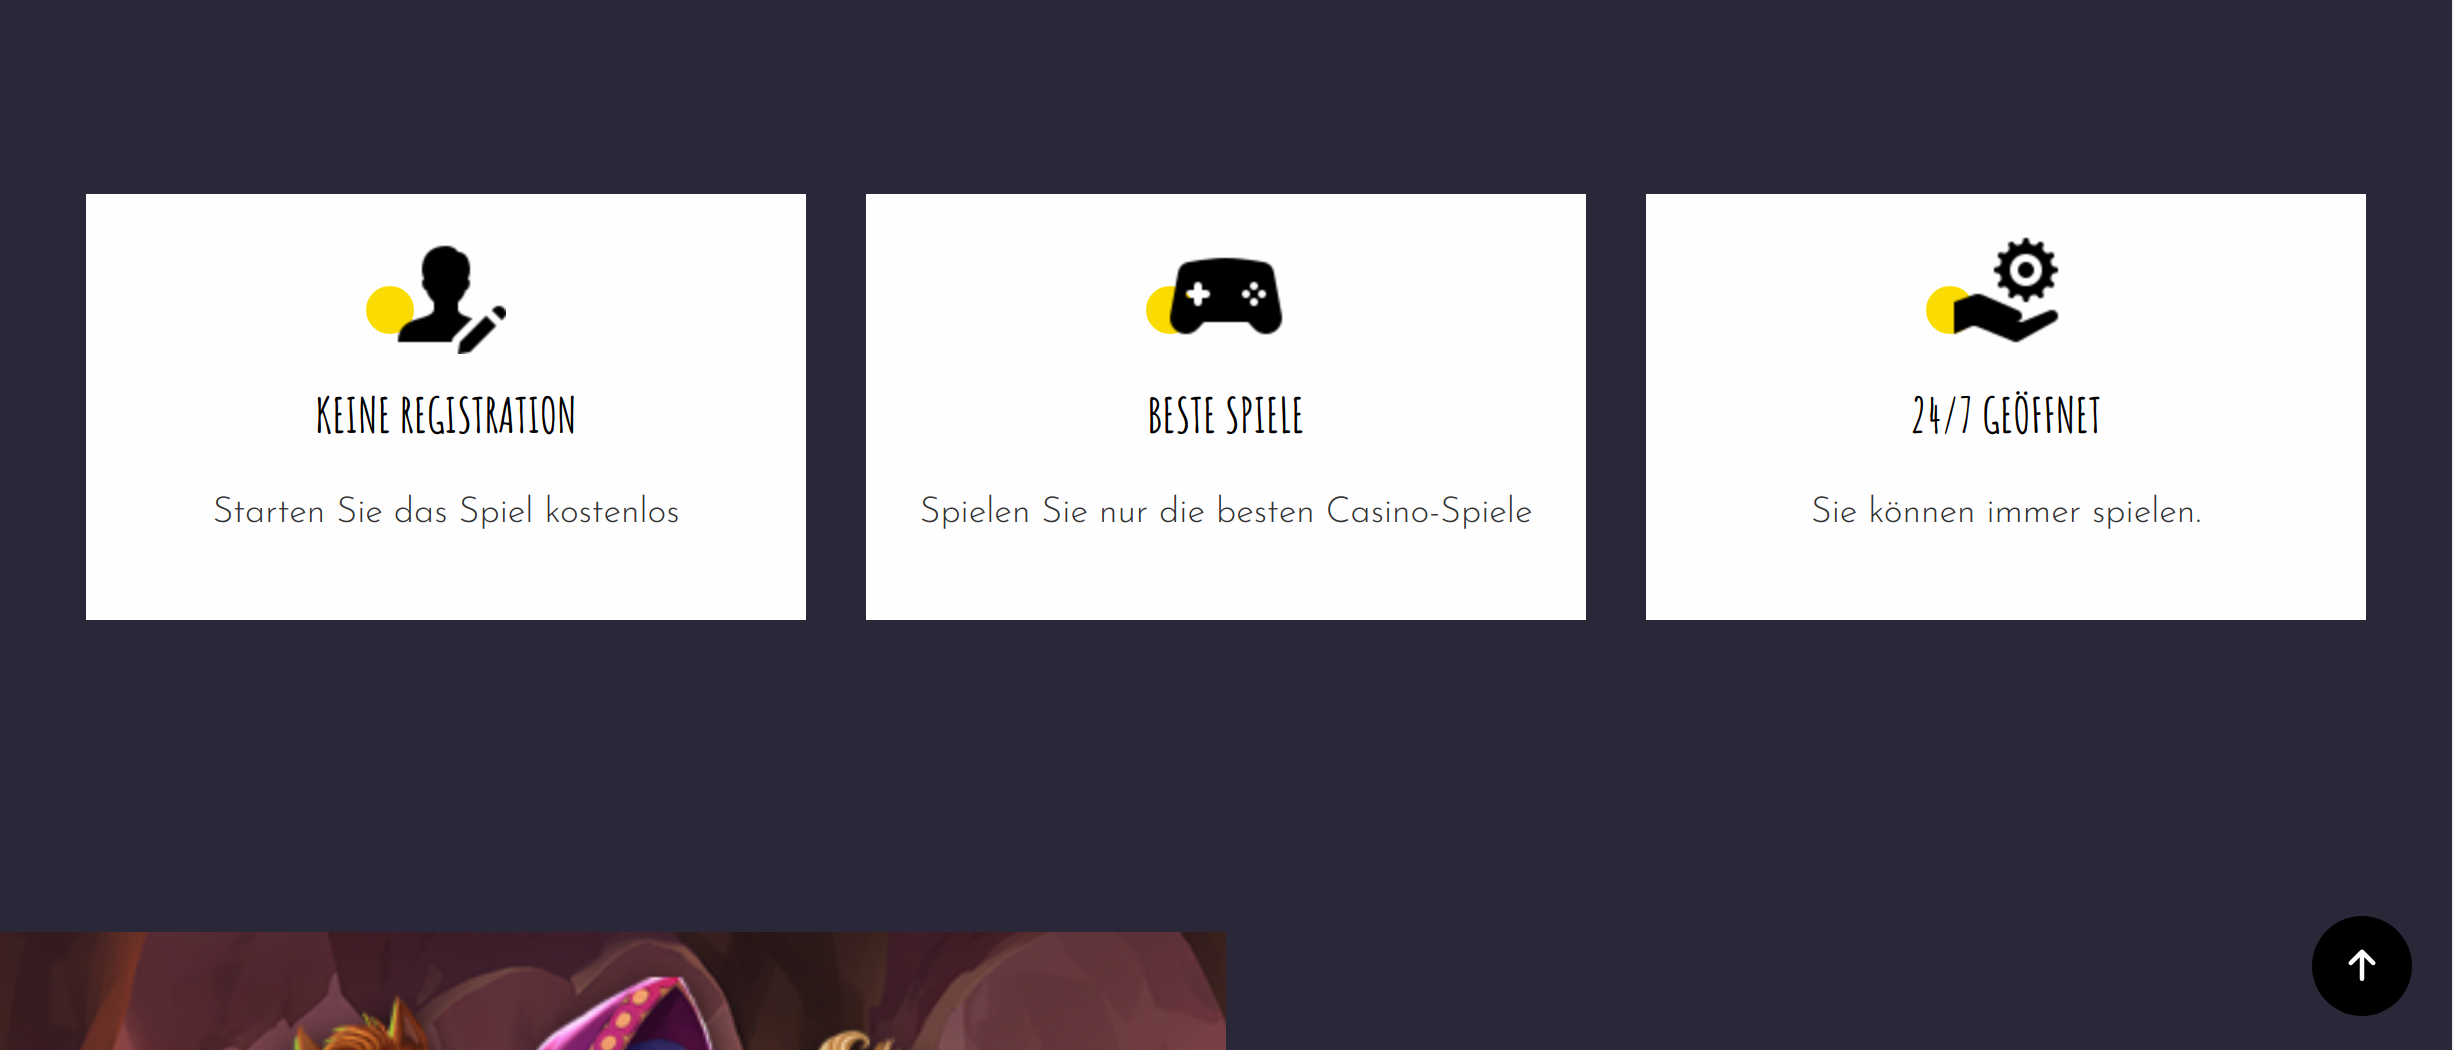 KEINE REGISTRATION
Starten Sie das Spiel kostenlos
BESTE SPIELE
Spielen Sie nur die besten Casino-Spiele
24/7 GEÖFFNET
Sie können immer spielen.